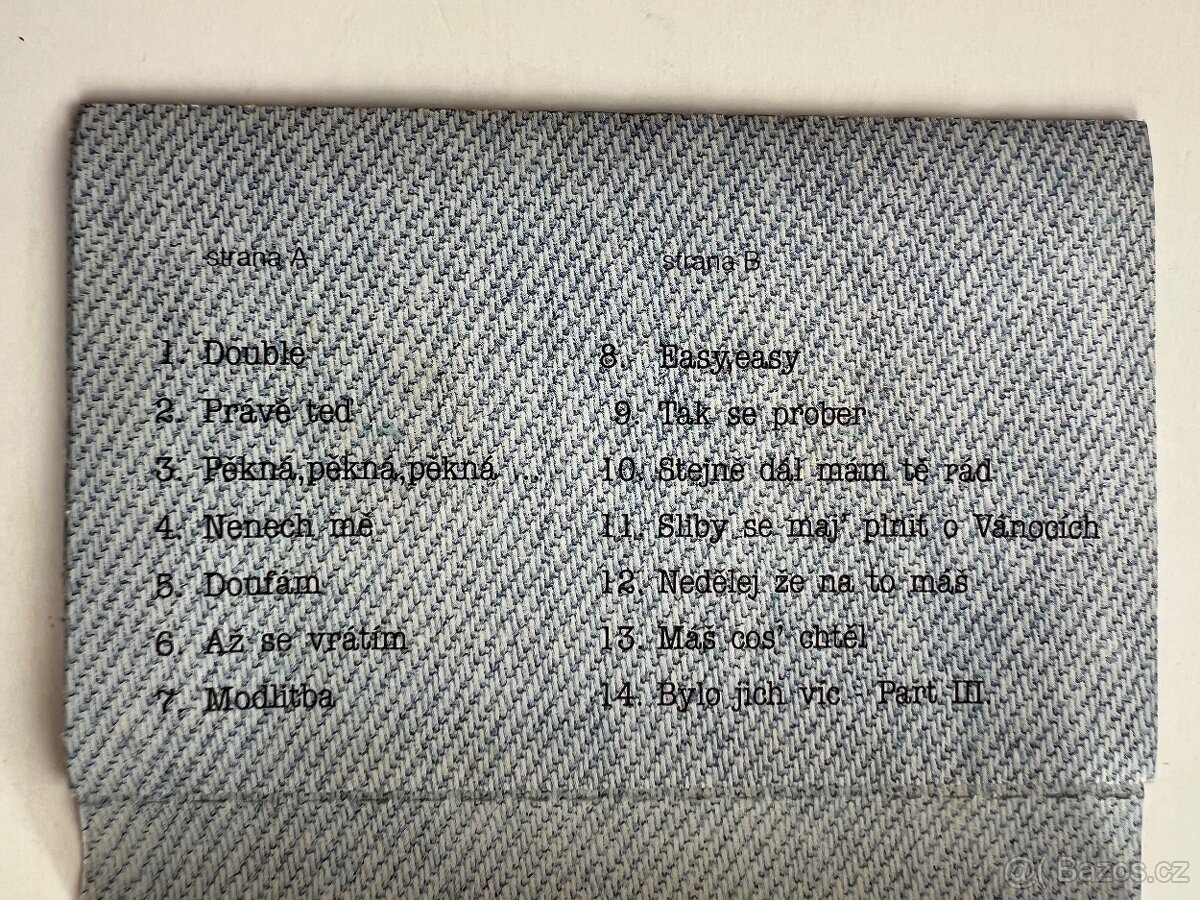 strana A
1. Double
2. Právě teď
3. Pěkná,pěkná,pěkná ...
4. Nenech mě
5. Doufám
6. Až se vrátím
7. Modlitba
strana B
8. Easy,easy
9. Tak se prober
10. Stejně dál mám tě rád
11. Sliby se maj' plnit o Vánocích
12. Nedělej že na to máš
13. Máš cos' chtěl
14. Bylo jich víc - Part III.
Bazos.cz